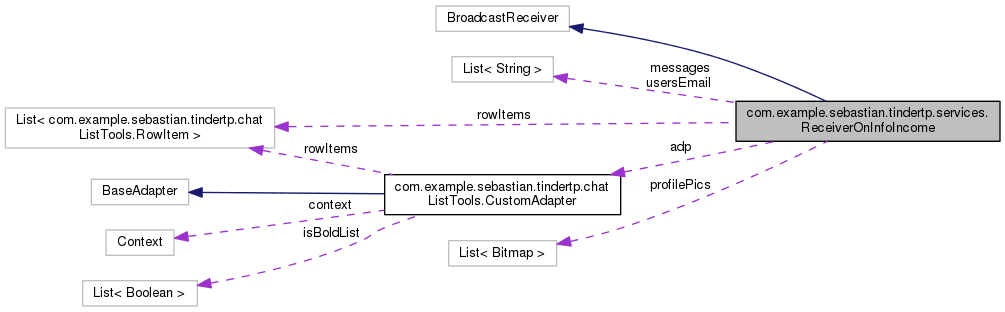 BroadcastReceiver
List< String >
messages
usersEmail
com.example.sebastian.tindertp.services.
ReceiverOnInfoIncome
List< com.example.sebastian.tindertp.chat
ListTools.RowItem >
rowItems
rowItems
adp
BaseAdapter
com.example.sebastian.tindertp.chat
ListTools.CustomAdapter
profilePics
context
Context
isBoldList
List< Bitmap >
List< Boolean >